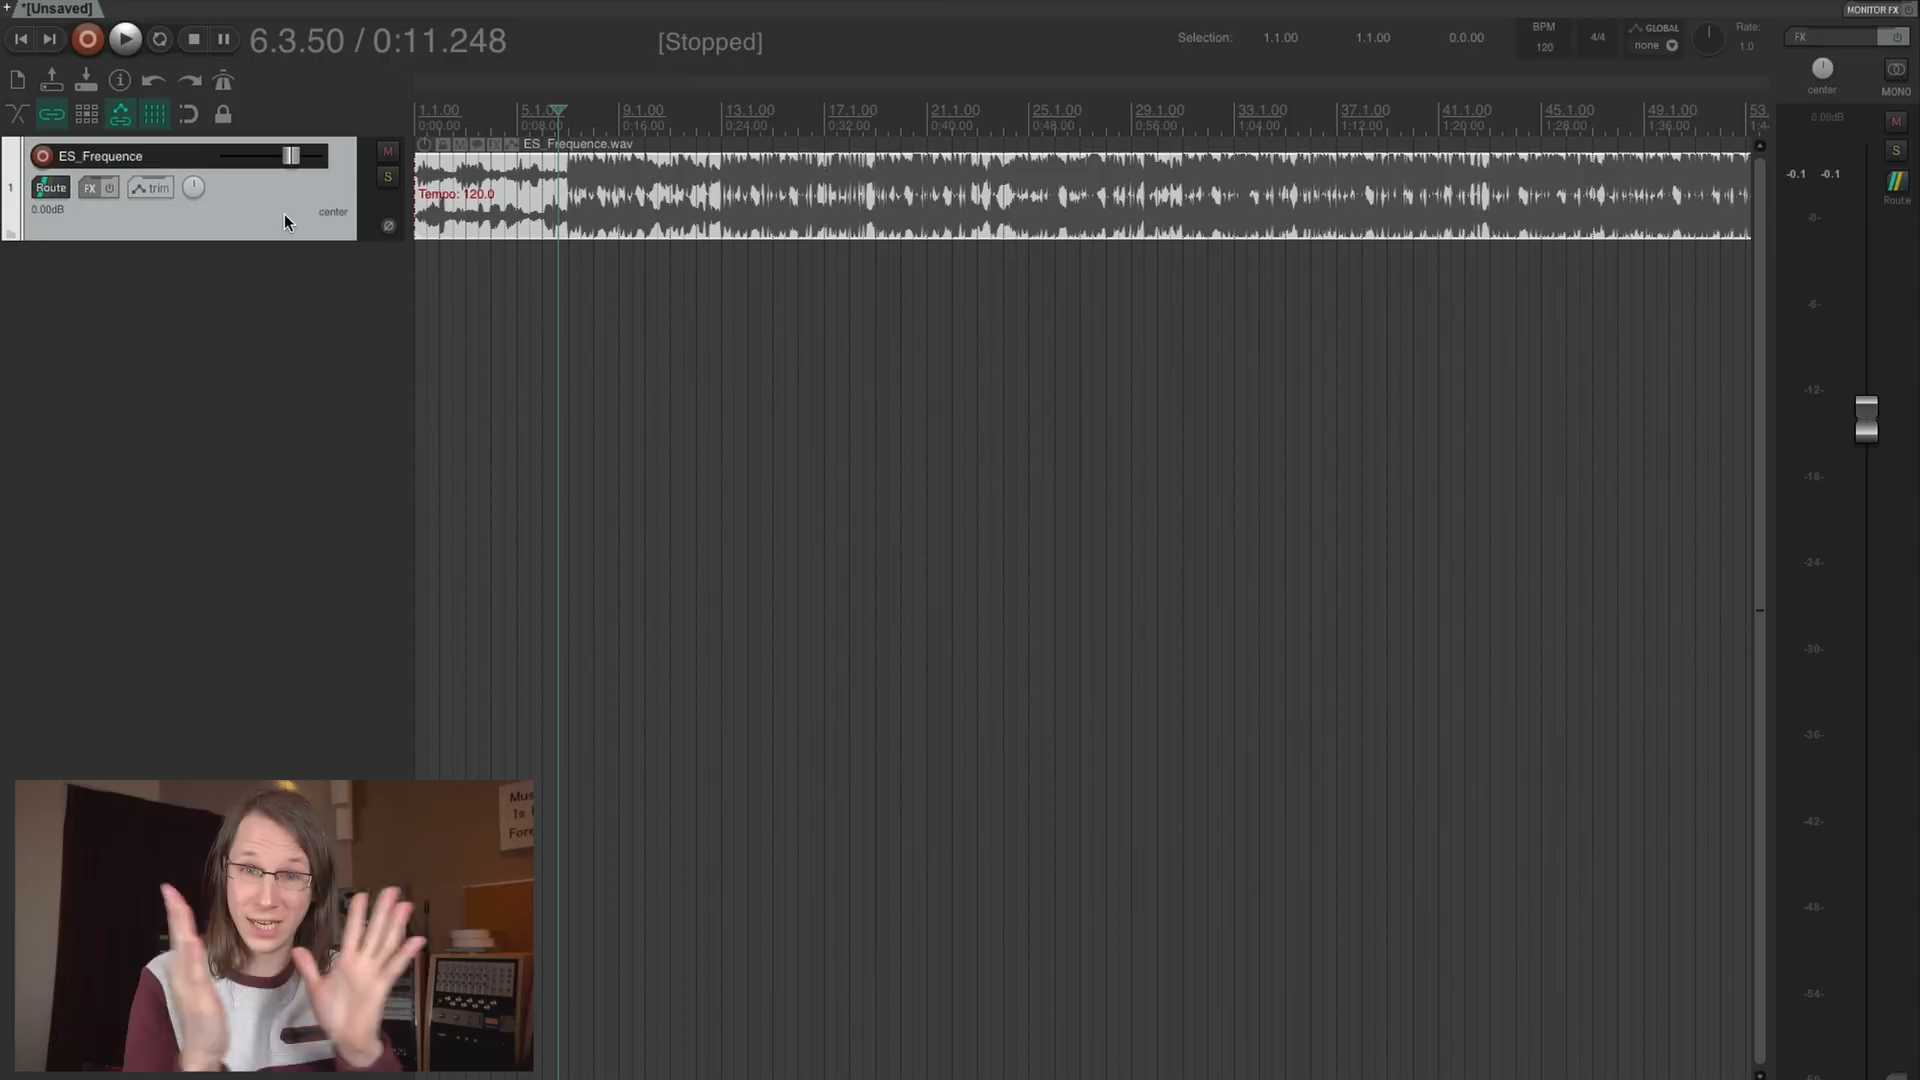 + *[Unsaved]
MONITOR FX
6.3.50 / 0:11.248
[Stopped]
Selection: 1.1.00 1.1.00 0.0.00
BPM
120
4/4
GLOBAL
none
Rate:
1.0
FX
center
MONO
1.1.00 5.1.00 9.1.00 13.1.00 17.1.00 21.1.00 25.1.00 29.1.00 33.1.00 37.1.00 41.1.00 45.1.00 49.1.00 53.
0:00.00 0:08.00 0:16.00 0:24.00 0:32.00 0:40.00 0:48.00 0:56.00 1:04.00 1:12.00 1:20.00 1:28.00 1:36.00
0.00dB
M
S
ES_Frequence.wav
1
ES_Frequence
M
S
Route
FX
trim
0.00dB
center
Tempo: 120.0
-0.1 -0.1
Route
-0-
-6-
-12-
-18-
-24-
-30-
-36-
-42-
-48-
-54-
Mus
Is
Fore